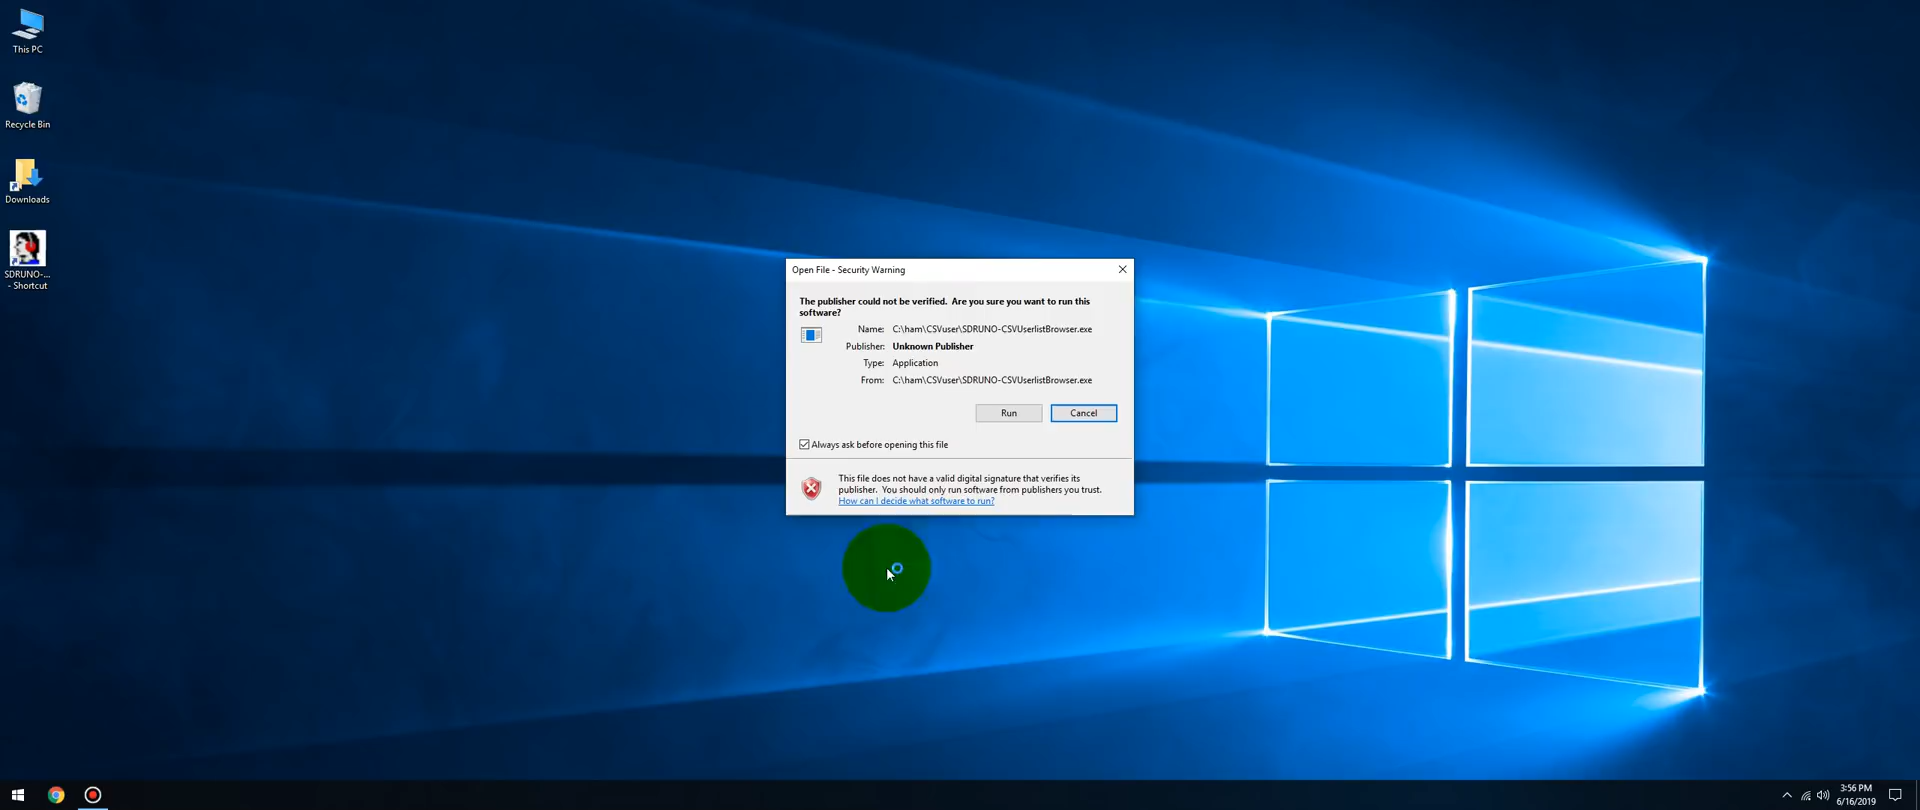 This PC
Recycle Bin
Downloads
SDRUNO-...
- Shortcut
Open File - Security Warning
The publisher could not be verified.  Are you sure you want to run this
software?
Name: C:\ham\CSVuser\SDRUNO-CSVUserlistBrowser.exe
Publisher: Unknown Publisher
Type: Application
From: C:\ham\CSVuser\SDRUNO-CSVUserlistBrowser.exe
Run Cancel
Always ask before opening this file
This file does not have a valid digital signature that verifies its
publisher.  You should only run software from publishers you trust.
How can I decide what software to run?
3:56 PM
6/16/2019